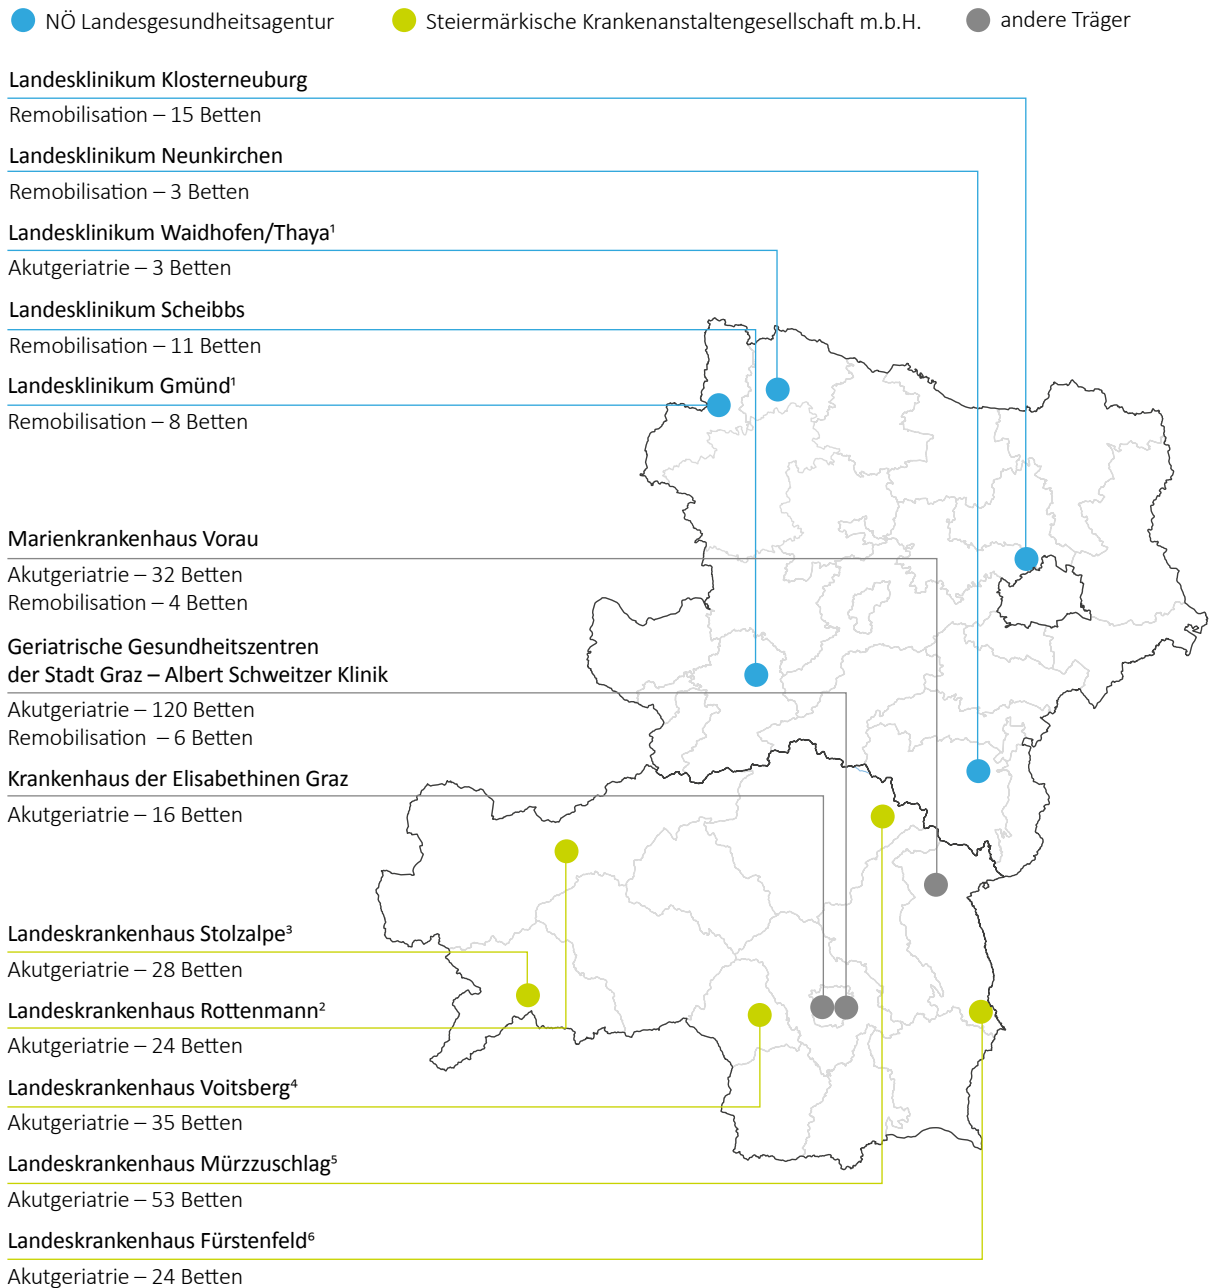 NÖ Landesgesundheitsagentur
Steiermärkische Krankenanstaltengesellschaft m.b.H.
andere Träger
Landesklinikum Klosterneuburg
Remobilisation – 15 Betten
Landesklinikum Neunkirchen
Remobilisation – 3 Betten
Landesklinikum Waidhofen/Thaya¹
Akutgeriatrie – 3 Betten
Landesklinikum Scheibbs
Remobilisation – 11 Betten
Landesklinikum Gmünd¹
Remobilisation – 8 Betten
Marienkrankenhaus Vorau
Akutgeriatrie – 32 Betten
Remobilisation – 4 Betten
Geriatrische Gesundheitszentren
der Stadt Graz – Albert Schweitzer Klinik
Akutgeriatrie – 120 Betten
Remobilisation – 6 Betten
Krankenhaus der Elisabethinen Graz
Akutgeriatrie – 16 Betten
Landeskrankenhaus Stolzalpe³
Akutgeriatrie – 28 Betten
Landeskrankenhaus Rottenmann²
Akutgeriatrie – 24 Betten
Landeskrankenhaus Voitsberg⁴
Akutgeriatrie – 35 Betten
Landeskrankenhaus Mürzzuschlag⁵
Akutgeriatrie – 53 Betten
Landeskrankenhaus Fürstenfeld⁶
Akutgeriatrie – 24 Betten